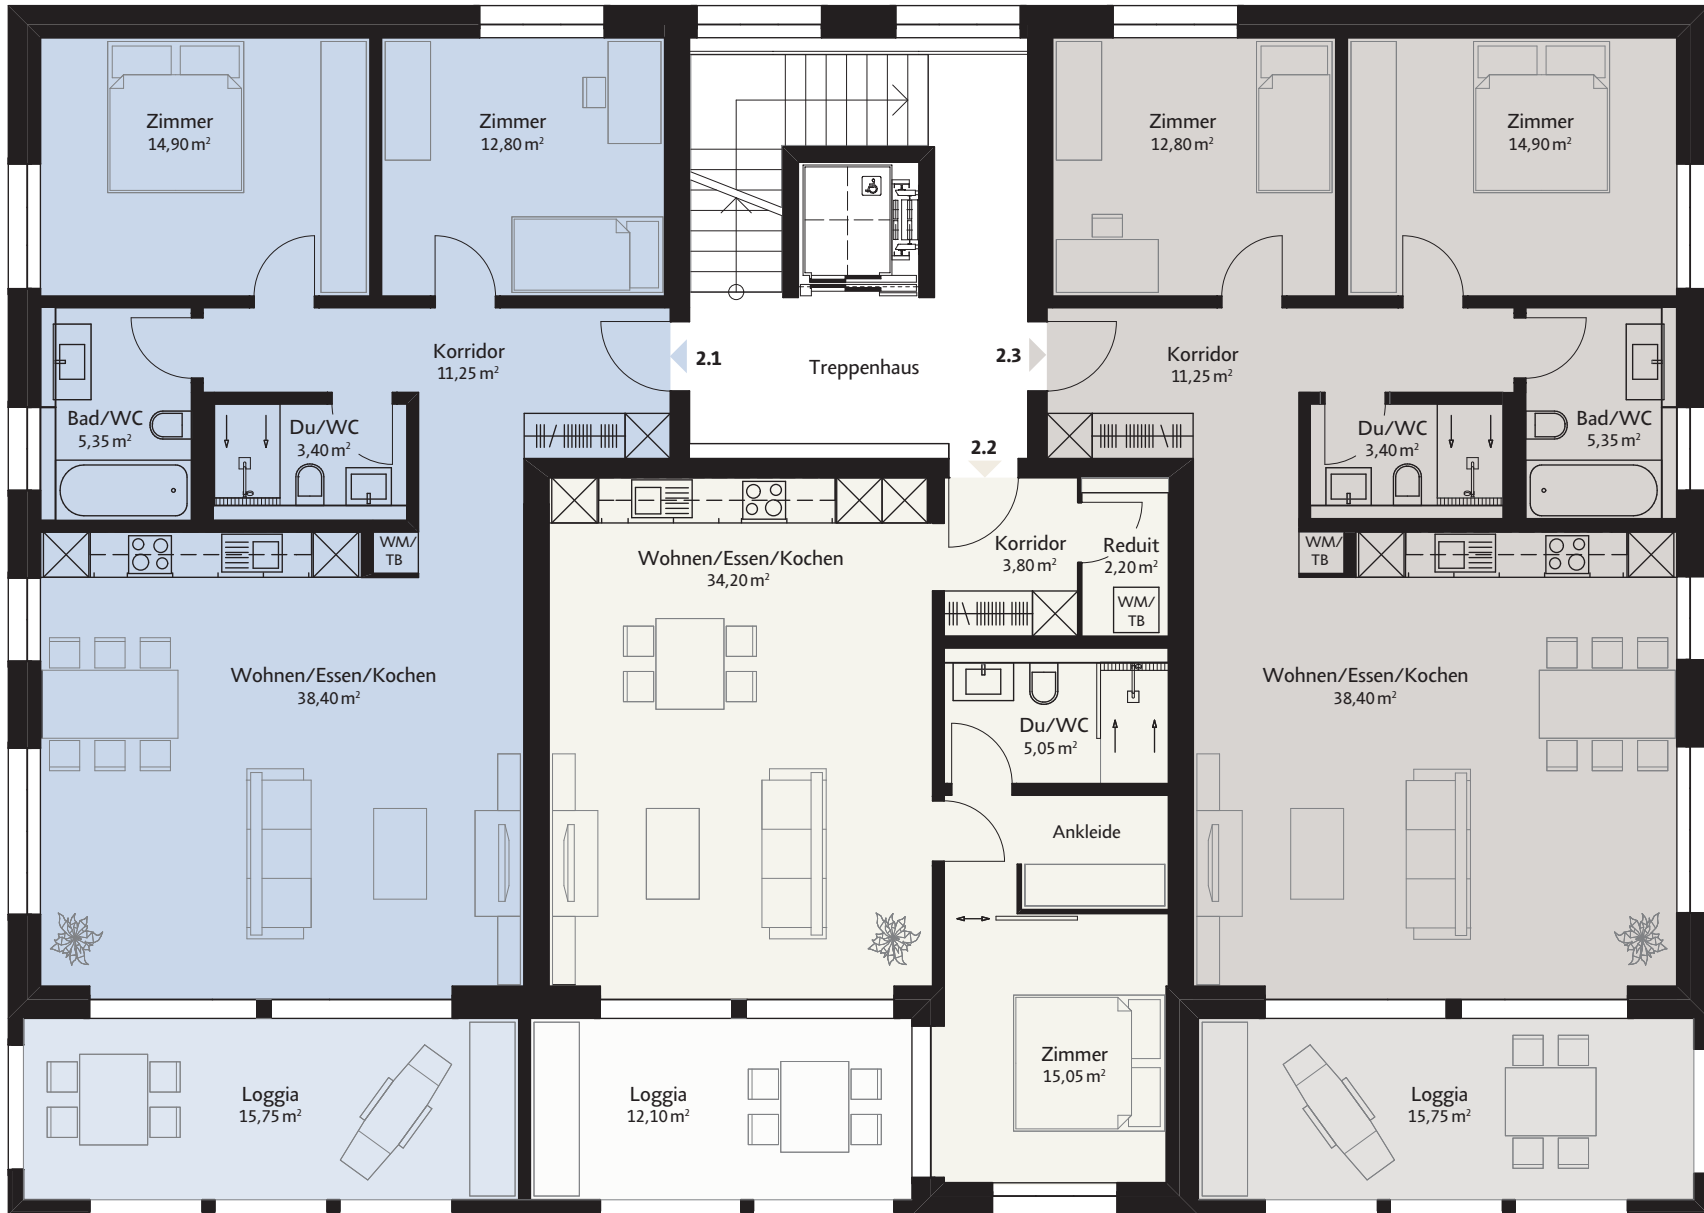 Zimmer
14,90 m²
Zimmer
12,80 m²
Zimmer
12,80 m²
Zimmer
14,90 m²
Korridor
11,25 m²
2.1
Treppenhaus
2.3
Korridor
11,25 m²
Bad/WC
5,35 m²
Du/WC
3,40 m²
2.2
Du/WC
3,40 m²
Bad/WC
5,35 m²
WM/
TB
Wohnen/Essen/Kochen
34,20 m²
Korridor
3,80 m²
Reduit
2,20 m²
WM/
TB
WM/
TB
Wohnen/Essen/Kochen
38,40 m²
Du/WC
5,05 m²
Wohnen/Essen/Kochen
38,40 m²
Ankleide
Loggia
15,75 m²
Loggia
12,10 m²
Zimmer
15,05 m²
Loggia
15,75 m²